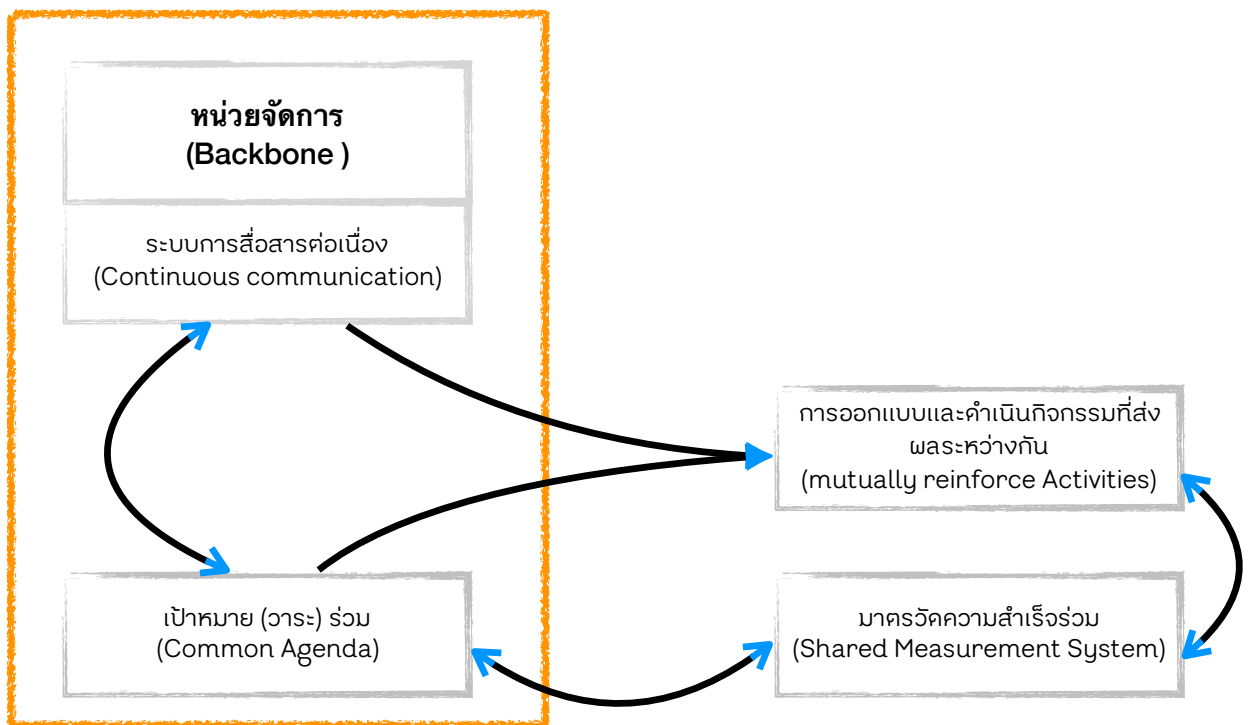 หน่วยจัดการ
(Backbone )
ระบบการสื่อสารต่อเนื่อง
(Continuous communication)
การออกแบบและดำเนินกิจกรรมที่ส่ง
ผลระหว่างกัน
(mutually reinforce Activities)
เป้าหมาย (วาระ) ร่วม
(Common Agenda)
มาตรวัดความสำเร็จร่วม
(Shared Measurement System)